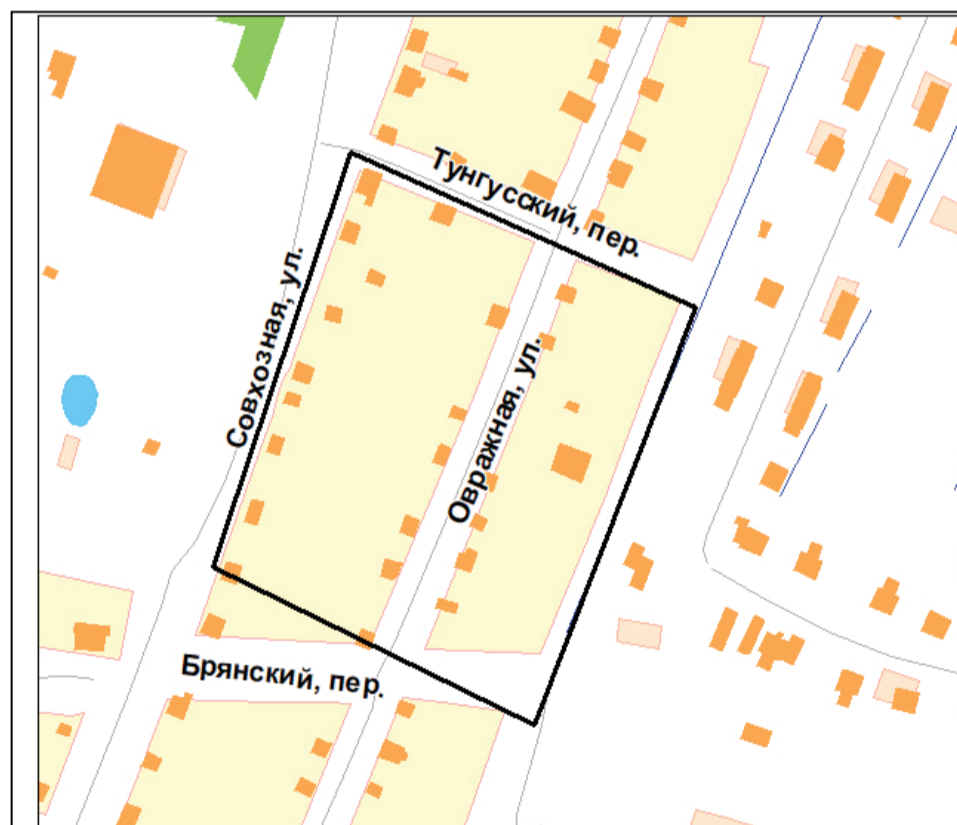 Тунгусский, пер.
Совхозная, ул.
Овражная, ул.
Брянский, пер.